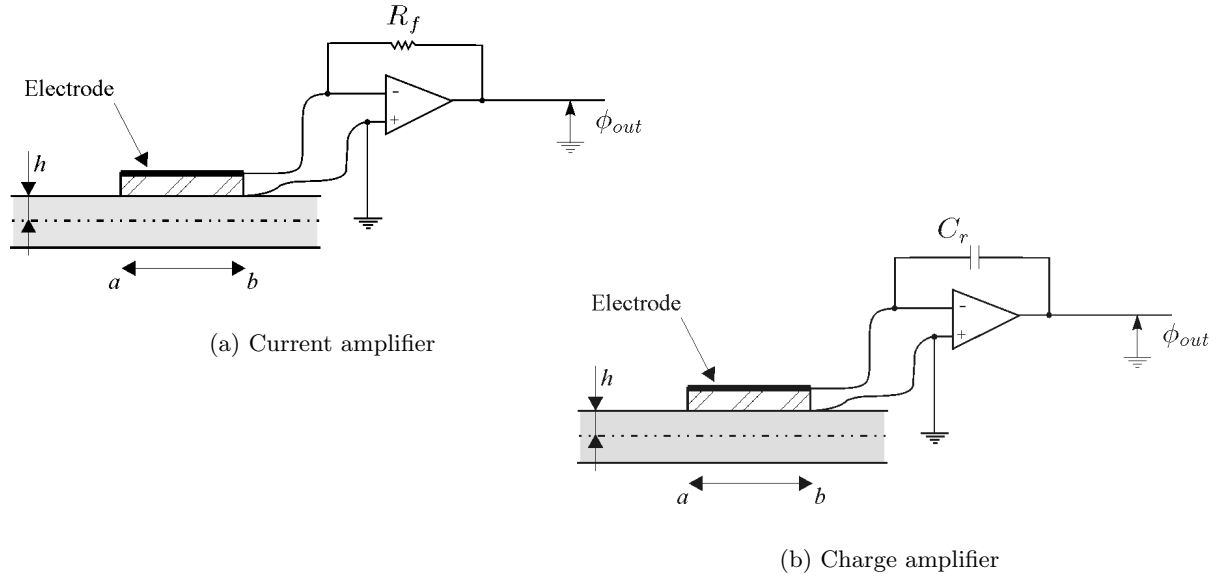 R_f
Electrode
-
+
ϕ_out
h
a
b
(a) Current amplifier
C_r
Electrode
-
+
ϕ_out
h
a
b
(b) Charge amplifier